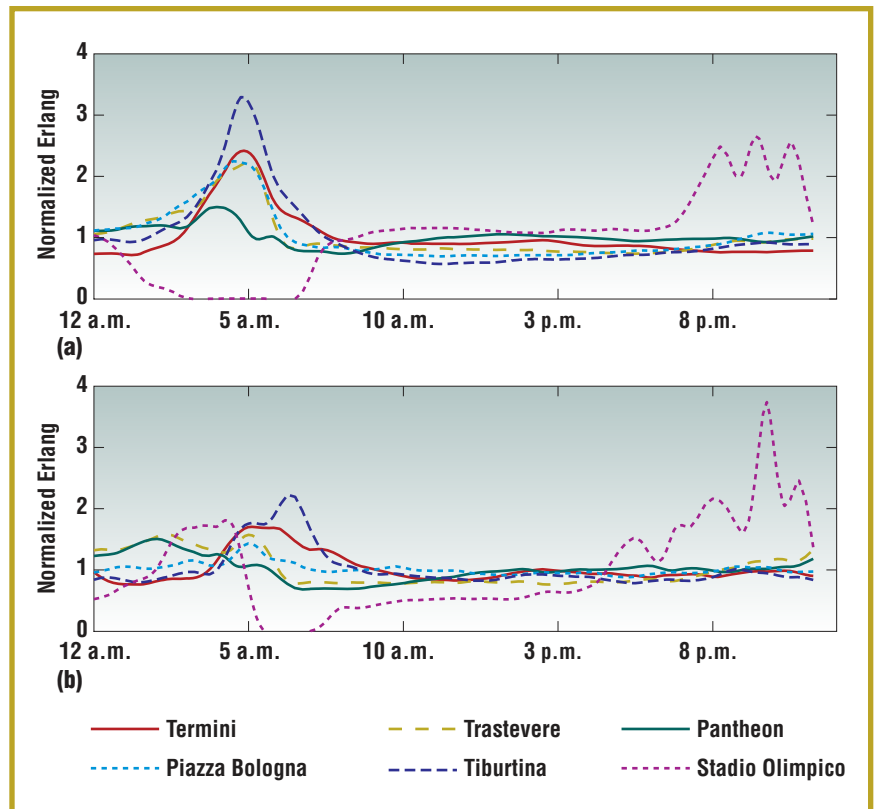 4
3
2
1
0
Normalized Erlang
12 a.m. 5 a.m. 10 a.m. 3 p.m. 8 p.m.
(a)
4
3
2
1
0
Normalized Erlang
12 a.m. 5 a.m. 10 a.m. 3 p.m. 8 p.m.
(b)
Termini Trastevere Pantheon
Piazza Bologna Tiburtina Stadio Olimpico